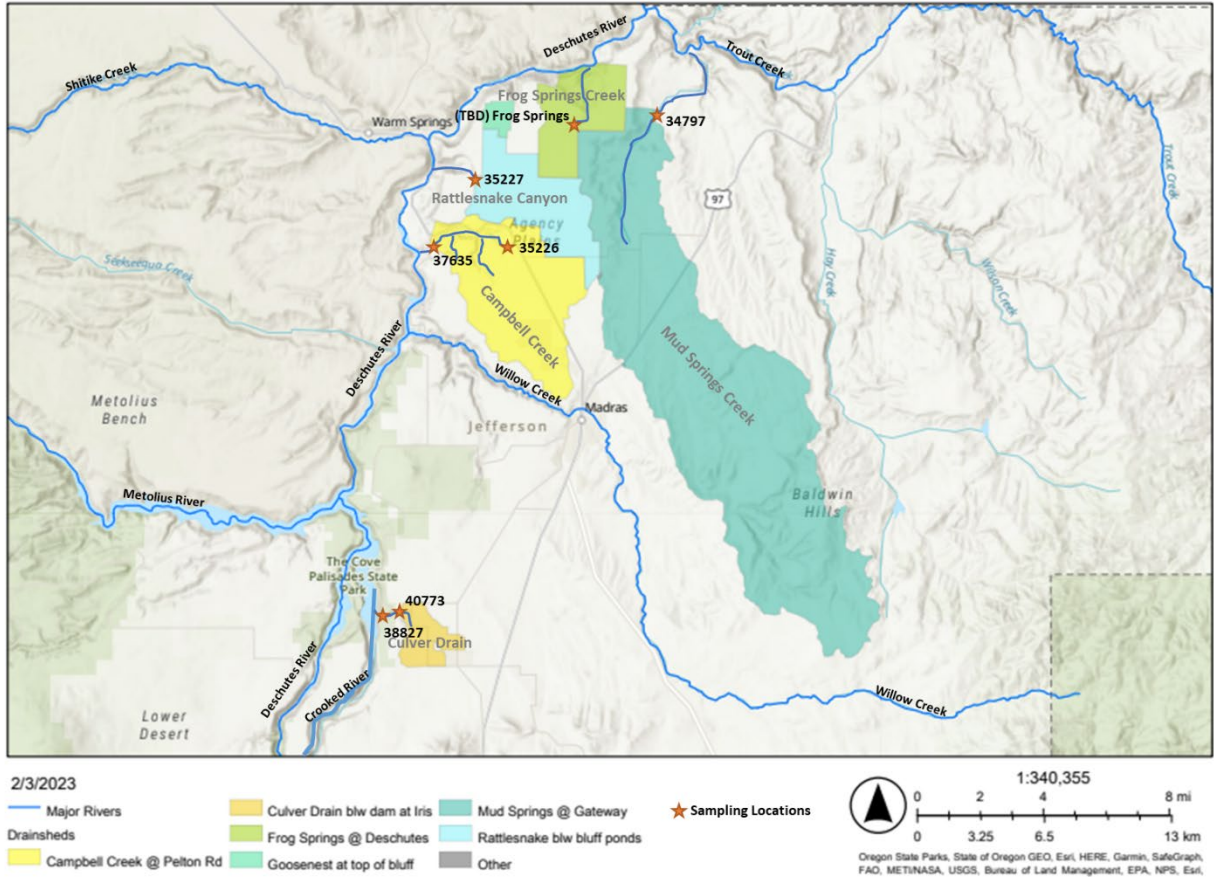 Deschutes River
Trout Creek
Shitike Creek
Frog Springs Creek
(TBD) Frog Springs
34797
Warm Springs
Trout Creek
35227
Rattlesnake Canyon
97
Agency
35226
37635
Seekseequa Creek
Hay Creek
Wilson Creek
Campbell Creek
Deschutes River
Mud Springs Creek
Willow Creek
Madras
Metolius
Bench
Jefferson
Metolius River
Baldwin
Hills
The Cove
Palisades State
Park
40773
38827
Culver Drain
Deschutes River
Crooked River
Willow Creek
Lower
Desert
2/3/2023
Major Rivers
Drainsheds
Campbell Creek @ Pelton Rd
Culver Drain blw dam at Iris
Frog Springs @ Deschutes
Goosenest at top of bluff
Mud Springs @ Gateway
Rattlesnake blw bluff ponds
Other
Sampling Locations
1:340,355
0 2 4 8 mi
0 3.25 6.5 13 km
Oregon State Parks, State of Oregon GEO, Esri, HERE, Garmin, SafeGraph,
FAO, METI/NASA, USGS, Bureau of Land Management, EPA, NPS, Esri,